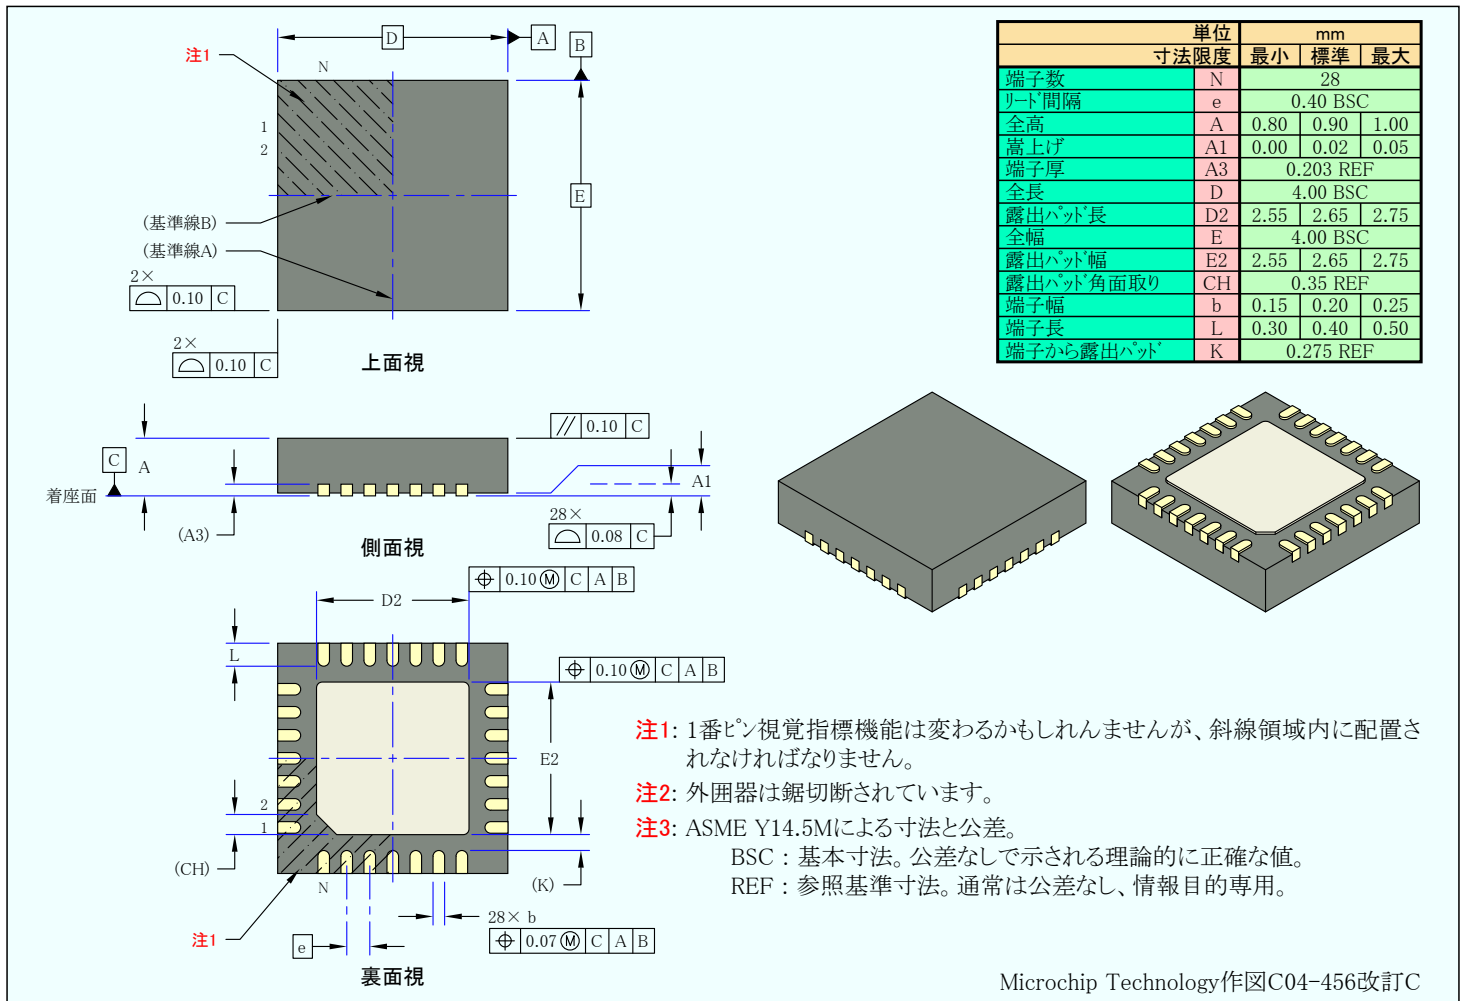 D
A
B
注1
N
1
2
E
(基準線B)
(基準線A)
2×
0.10 C
2×
0.10 C
上面視
単位 mm
寸法限度 最小 標準 最大
端子数 N 28
リード間隔 e 0.40 BSC
全高 A 0.80 0.90 1.00
嵩上げ A1 0.00 0.02 0.05
端子厚 A3 0.203 REF
全長 D 4.00 BSC
露出パッド長 D2 2.55 2.65 2.75
全幅 E 4.00 BSC
露出パッド幅 E2 2.55 2.65 2.75
露出パッド角面取り CH 0.35 REF
端子幅 b 0.15 0.20 0.25
端子長 L 0.30 0.40 0.50
端子から露出パッド K 0.275 REF
// 0.10 C
C
A
着座面
A1
(A3)
28×
0.08 C
側面視
⌖ 0.10 Ⓜ C A B
D2
L
⌖ 0.10 Ⓜ C A B
E2
2
1
(CH)
N
(K)
28× b
⌖ 0.07 Ⓜ C A B
注1
e
裏面視
注1: 1番ピン視覚指標機能は変わるかもしれんませんが、斜線領域内に配置さ
れなければなりません。
注2: 外囲器は鋸切断されています。
注3: ASME Y14.5Mによる寸法と公差。
BSC : 基本寸法。公差なしで示される理論的に正確な値。
REF : 参照基準寸法。通常は公差なし、情報目的専用。
Microchip Technology作図C04-456改訂C